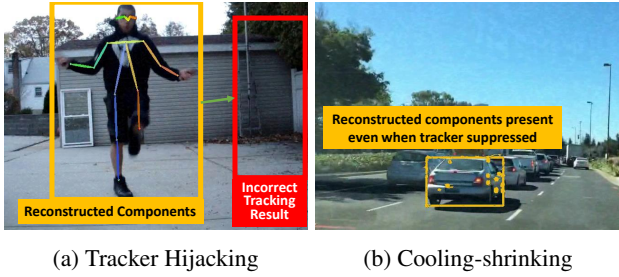 Reconstructed Components
Incorrect
Tracking
Result
Reconstructed components present
even when tracker suppressed
(a) Tracker Hijacking
(b) Cooling-shrinking